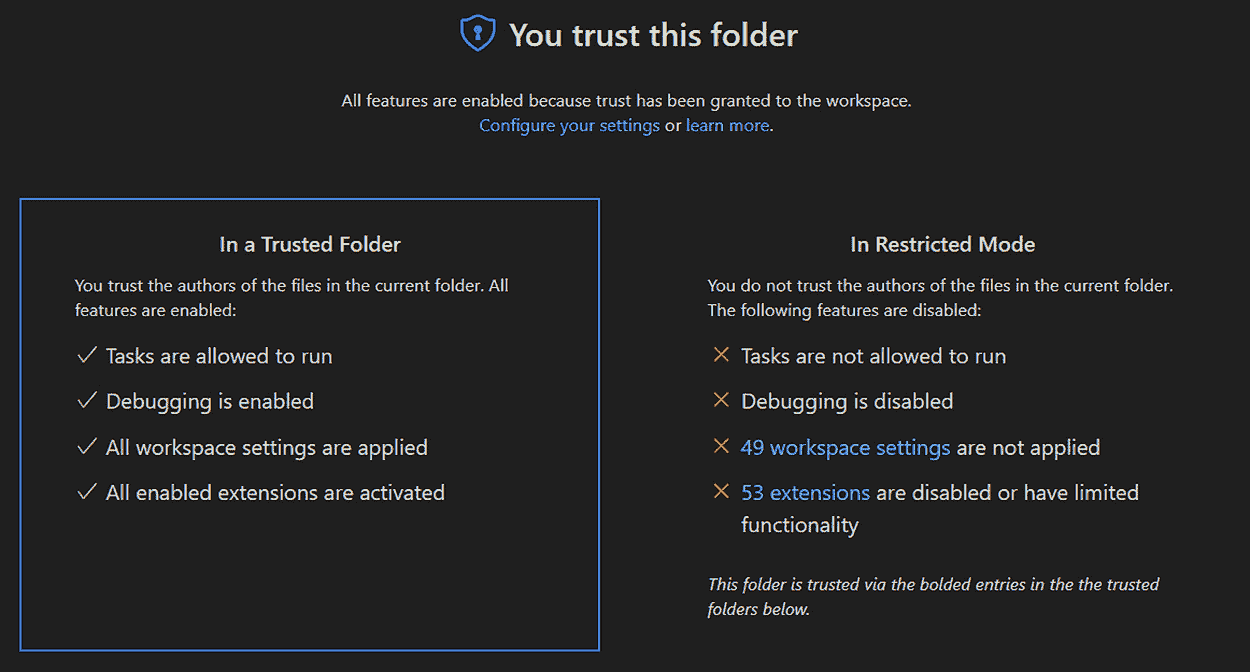 You trust this folder
All features are enabled because trust has been granted to the workspace.
Configure your settings or learn more.
In a Trusted Folder
You trust the authors of the files in the current folder. All
features are enabled:
Tasks are allowed to run
Debugging is enabled
All workspace settings are applied
All enabled extensions are activated
In Restricted Mode
You do not trust the authors of the files in the current folder.
The following features are disabled:
Tasks are not allowed to run
Debugging is disabled
49 workspace settings are not applied
53 extensions are disabled or have limited
functionality
This folder is trusted via the bolded entries in the the trusted
folders below.